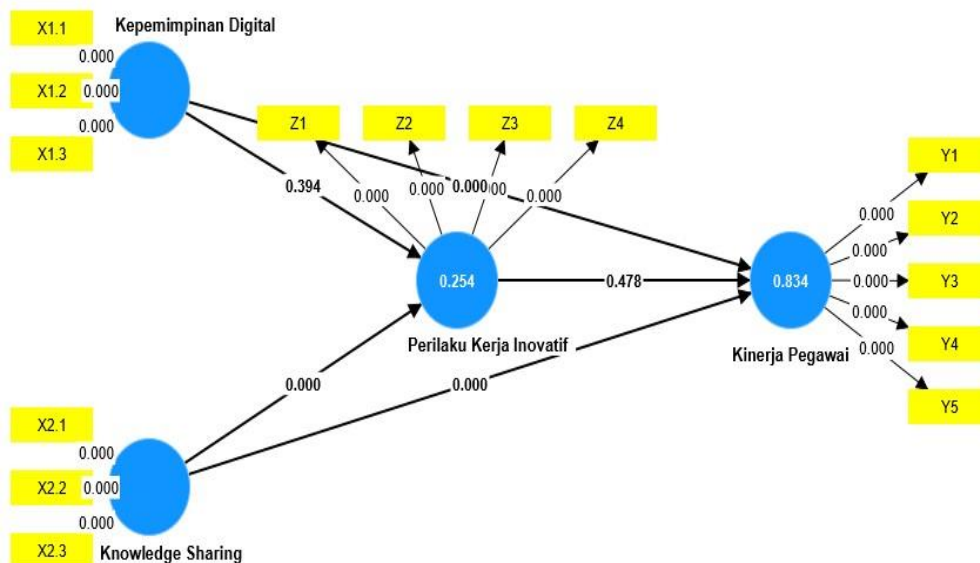 Kepemimpinan Digital
X1.1
0.000
X1.2
0.000
0.000
X1.3
Z1
Z2
Z3
Z4
0.394
0.000
0.000
0.000
0.000
Y1
0.000
Y2
0.000
Y3
0.000
Y4
0.000
Y5
0.000
0.254
0.478
0.834
Perilaku Kerja Inovatif
Kinerja Pegawai
0.000
0.000
X2.1
0.000
X2.2
0.000
0.000
X2.3
Knowledge Sharing